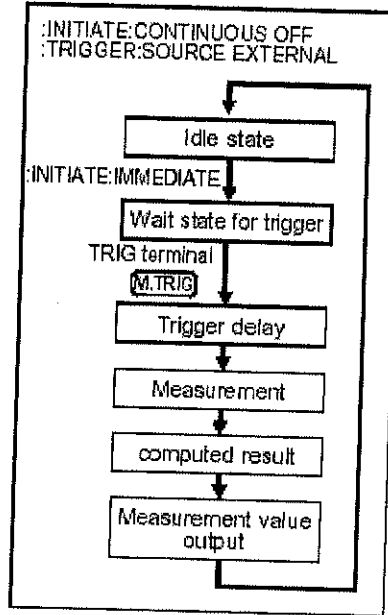 :INITIATE:CONTINUOUS OFF
:TRIGGER:SOURCE EXTERNAL
Idle state
:INITIATE:IMMEDIATE
Wait state for trigger
TRIG terminal
M.TRIG
Trigger delay
Measurement
computed result
Measurement value
output